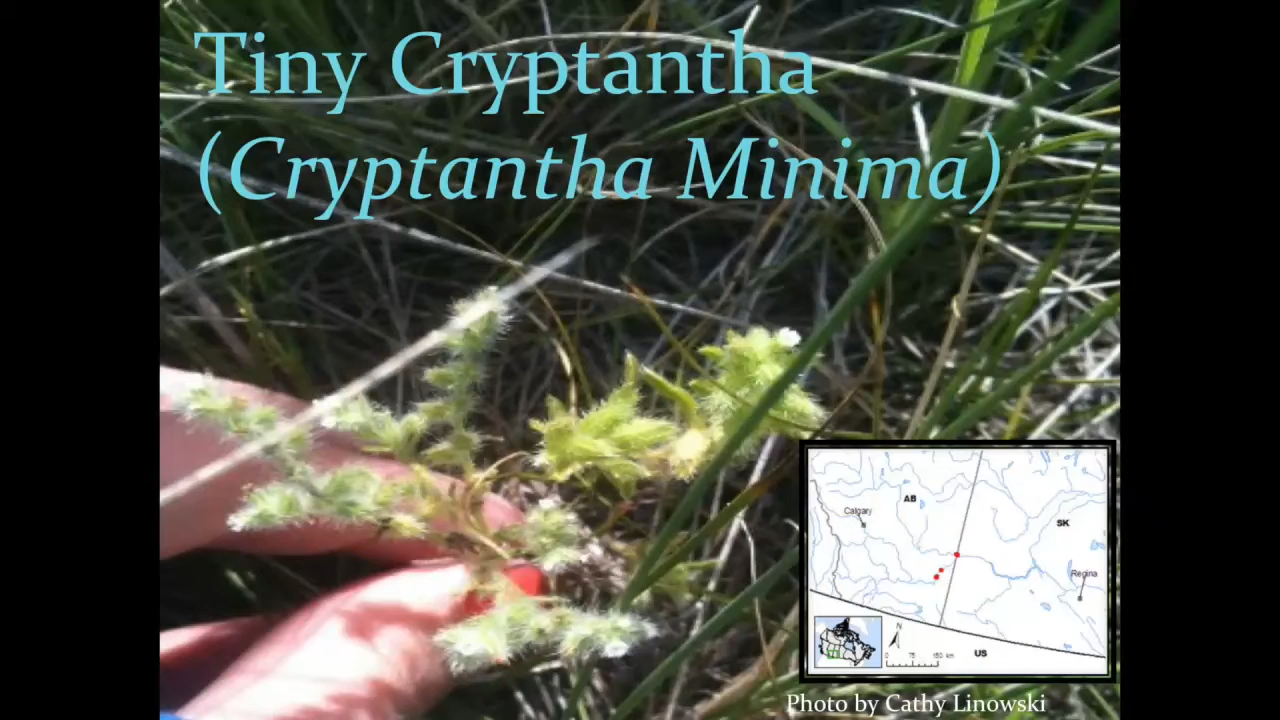 Tiny Cryptantha
(Cryptantha Minima)
AB
Calgary
SK
Regina
N
0 75 150 km
US
Photo by Cathy Linowski